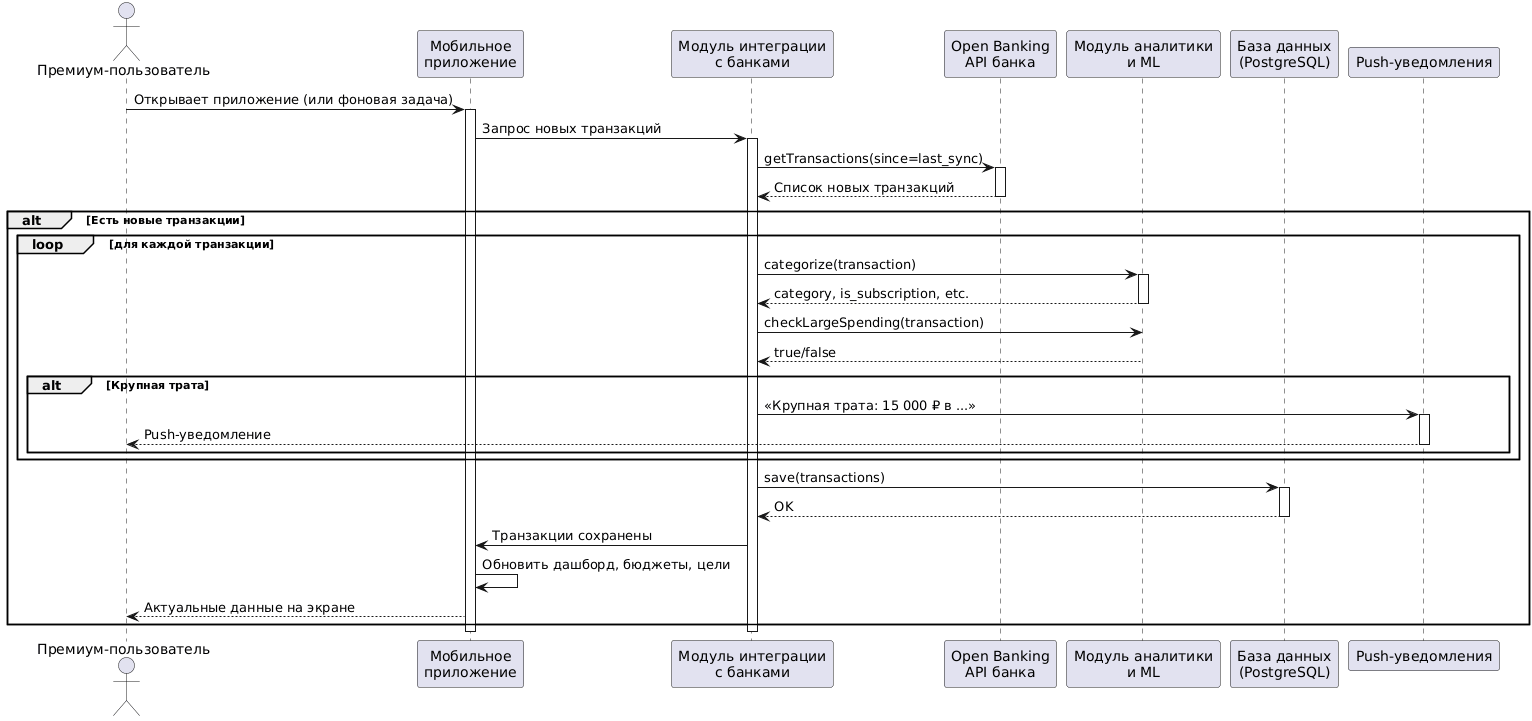 Премиум-пользователь
Мобильное
приложение
Модуль интеграции
с банками
Open Banking
API банка
Модуль аналитики
и ML
База данных
(PostgreSQL)
Push-уведомления
Открывает приложение (или фоновая задача)
Запрос новых транзакций
getTransactions(since=last_sync)
Список новых транзакций
alt [Есть новые транзакции]
loop [для каждой транзакции]
categorize(transaction)
category, is_subscription, etc.
checkLargeSpending(transaction)
true/false
alt [Крупная трата]
«Крупная трата: 15 000 ₽ в ...»
Push-уведомление
save(transactions)
OK
Транзакции сохранены
Обновить дашборд, бюджеты, цели
Актуальные данные на экране
Премиум-пользователь
Мобильное
приложение
Модуль интеграции
с банками
Open Banking
API банка
Модуль аналитики
и ML
База данных
(PostgreSQL)
Push-уведомления